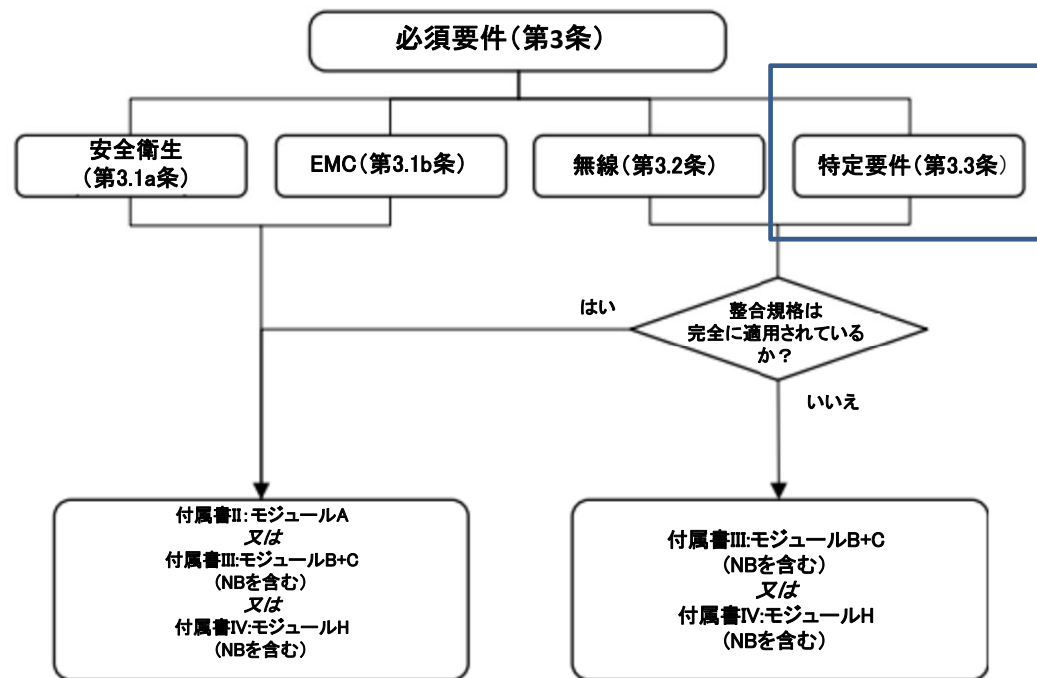 必須要件（第3条）
安全衛生
（第3.1a条）
EMC（第3.1b条）
無線（第3.2条）
特定要件（第3.3条）
はい
整合規格は
完全に適用されている
か？
いいえ
付属書II：モジュールA
又は
付属書III:モジュールB+C
（NBを含む）
又は
付属書IV:モジュールH
（NBを含む）
付属書III:モジュールB+C
（NBを含む）
又は
付属書IV:モジュールH
（NBを含む）